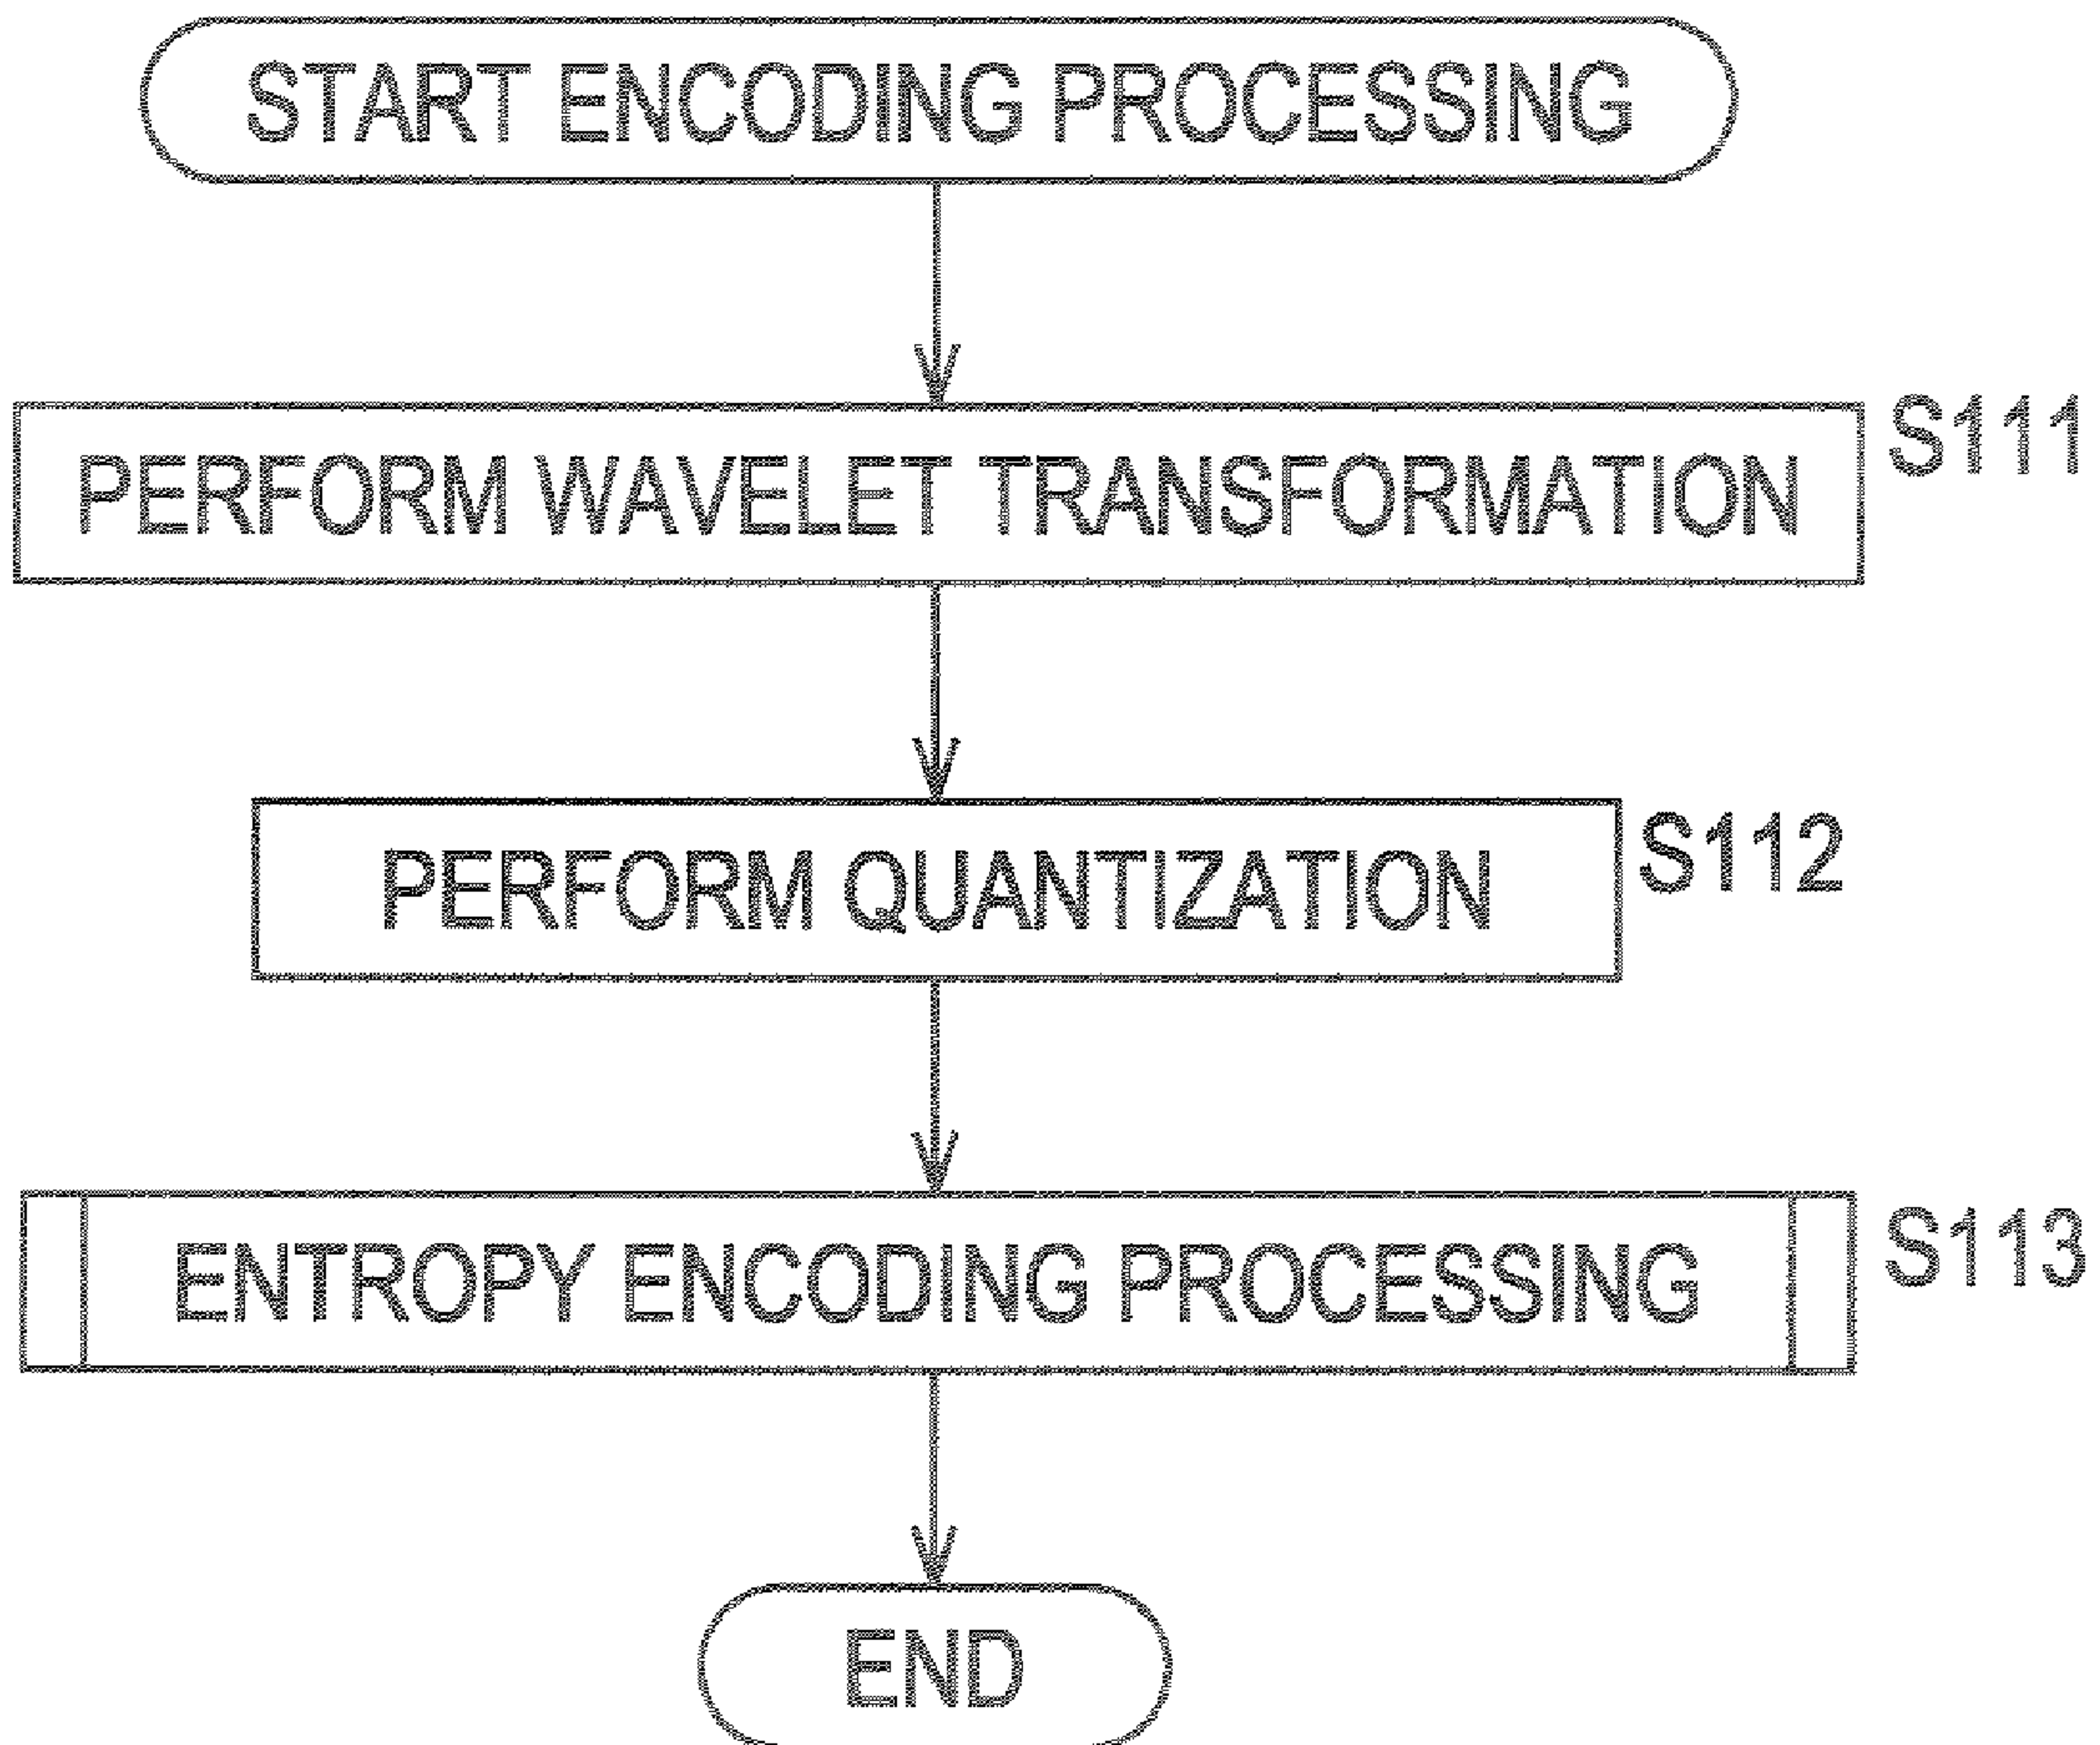 START ENCODING PROCESSING
S111
PERFORM WAVELET TRANSFORMATION
S112
PERFORM QUANTIZATION
S113
ENTROPY ENCODING PROCESSING
END